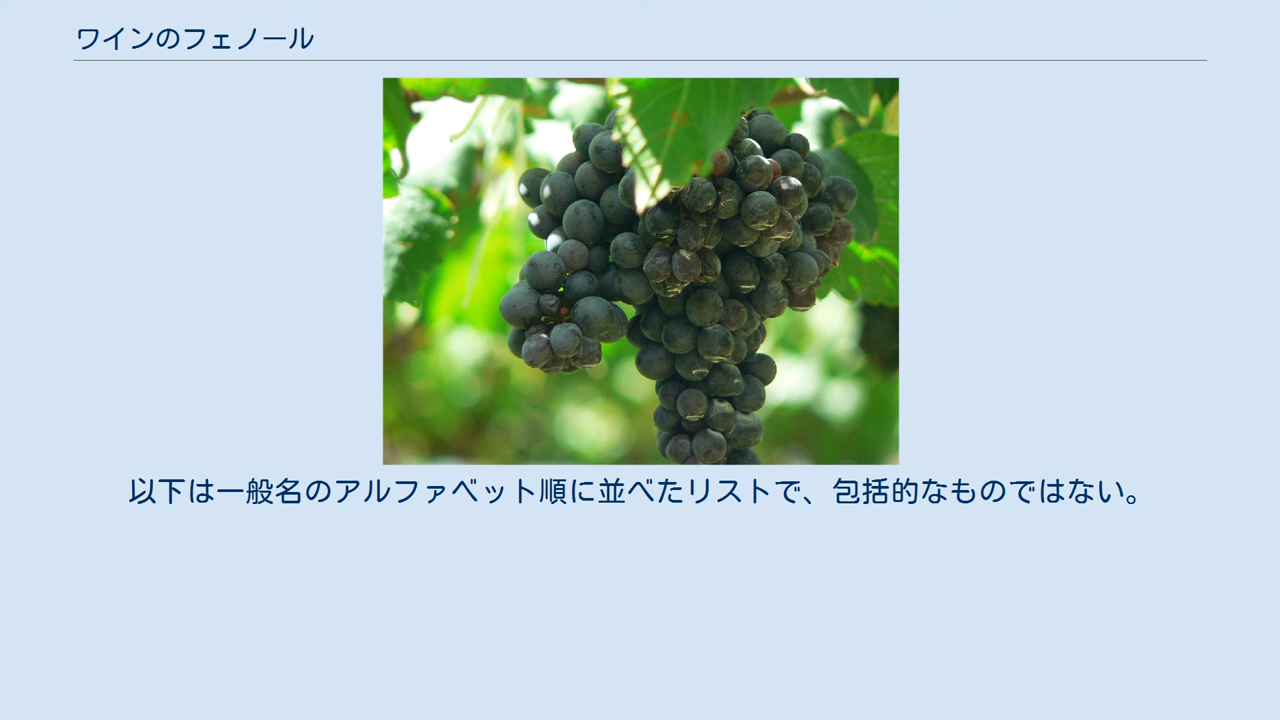 ワインのフェノール
以下は一般名のアルファベット順に並べたリストで、包括的なものではない。